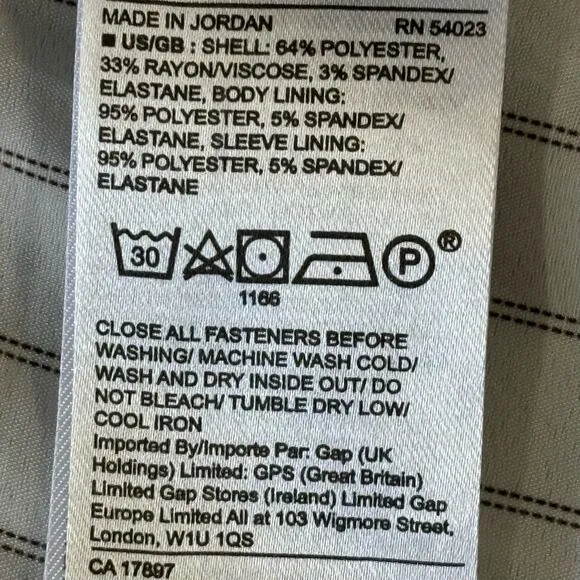 MADE IN JORDAN RN 54023
■ US/GB : SHELL: 64% POLYESTER,
33% RAYON/VISCOSE, 3% SPANDEX/
ELASTANE, BODY LINING:
95% POLYESTER, 5% SPANDEX/
ELASTANE, SLEEVE LINING:
95% POLYESTER, 5% SPANDEX/
ELASTANE
30 P ®
1166
CLOSE ALL FASTENERS BEFORE
WASHING/ MACHINE WASH COLD/
WASH AND DRY INSIDE OUT/ DO
NOT BLEACH/ TUMBLE DRY LOW/
COOL IRON
Imported By/Importe Par: Gap (UK
Holdings) Limited: GPS (Great Britain)
Limited Gap Stores (Ireland) Limited Gap
Europe Limited All at 103 Wigmore Street,
London, W1U 1QS
CA 17897